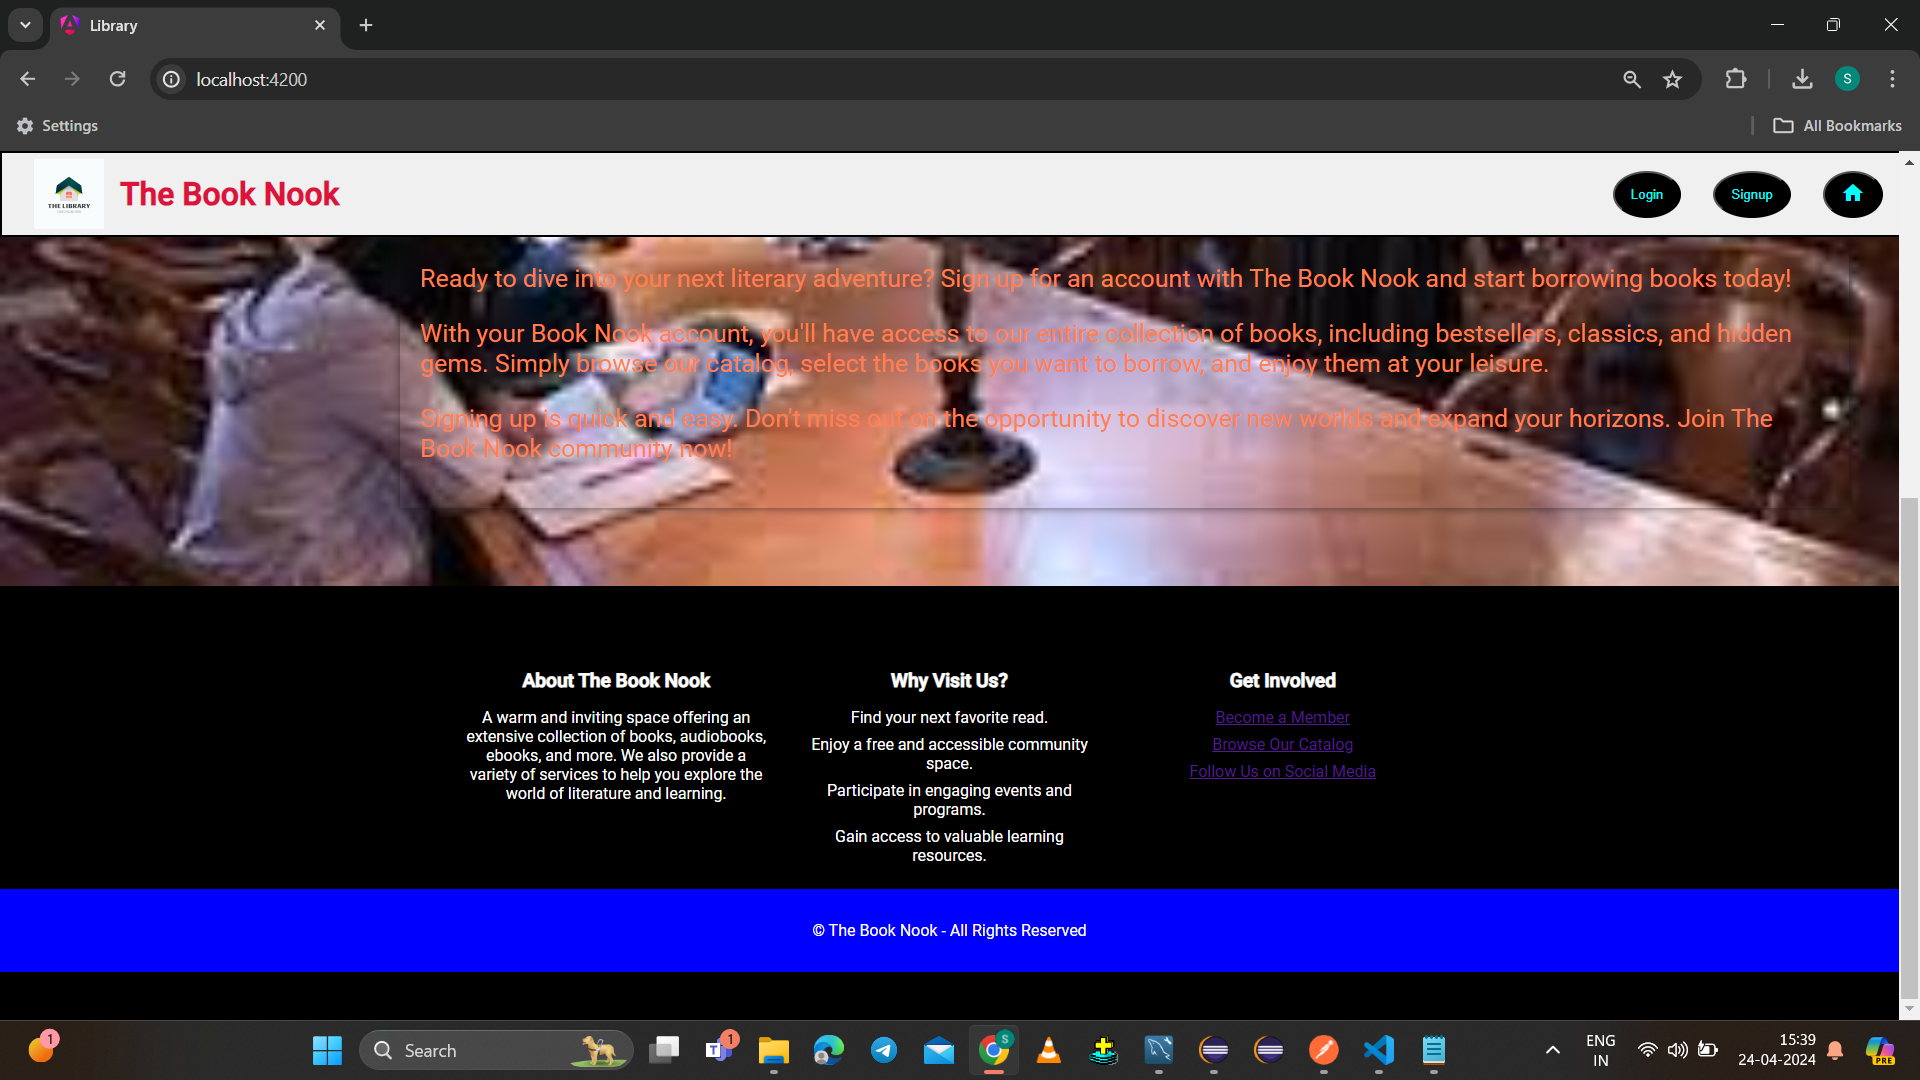 Library
localhost:4200
S
Settings
All Bookmarks
THE LIBRARY
The Book Nook
Login
Signup
Ready to dive into your next literary adventure? Sign up for an account with The Book Nook and start borrowing books today!
With your Book Nook account, you'll have access to our entire collection of books, including bestsellers, classics, and hidden
gems. Simply browse our catalog, select the books you want to borrow, and enjoy them at your leisure.
Signing up is quick and easy. Don't miss out on the opportunity to discover new worlds and expand your horizons. Join The
Book Nook community now!
About The Book Nook
A warm and inviting space offering an
extensive collection of books, audiobooks,
ebooks, and more. We also provide a
variety of services to help you explore the
world of literature and learning.
Why Visit Us?
Find your next favorite read.
Enjoy a free and accessible community
space.
Participate in engaging events and
programs.
Gain access to valuable learning
resources.
Get Involved
Become a Member
Browse Our Catalog
Follow Us on Social Media
© The Book Nook - All Rights Reserved
1
Search
1
S
ENG
IN
15:39
24-04-2024
PRE